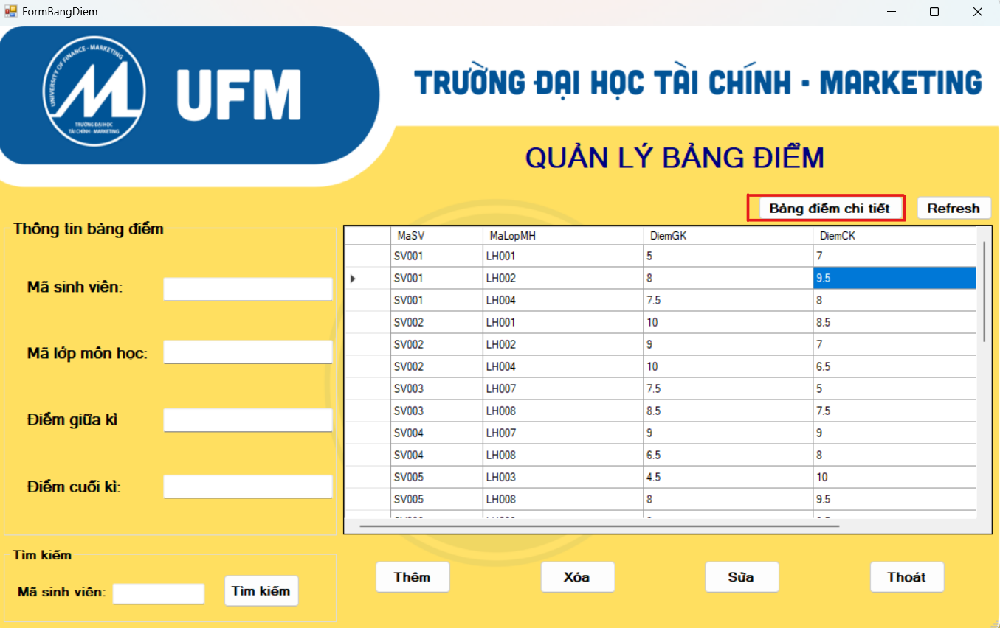 FormBangDiem
UNIVERSITY OF FINANCE - MARKETING
TRƯỜNG ĐẠI HỌC
TÀI CHÍNH - MARKETING
UFM
TRƯỜNG ĐẠI HỌC TÀI CHÍNH - MARKETING
QUẢN LÝ BẢNG ĐIỂM
Bảng điểm chi tiết Refresh
Thông tin bảng điểm
Mã sinh viên:
Mã lớp môn học:
Điểm giữa kì
Điểm cuối kì:
MaSV MaLopMH DiemGK DiemCK
SV001 LH001 5 7
SV001 LH002 8 9.5
SV001 LH004 7.5 8
SV002 LH001 10 8.5
SV002 LH002 9 7
SV002 LH004 10 6.5
SV003 LH007 7.5 5
SV003 LH008 8.5 7.5
SV004 LH007 9 9
SV004 LH008 6.5 8
SV005 LH003 4.5 10
SV005 LH008 8 9.5
Tìm kiếm
Mã sinh viên: Tìm kiếm
Thêm Xóa Sửa Thoát